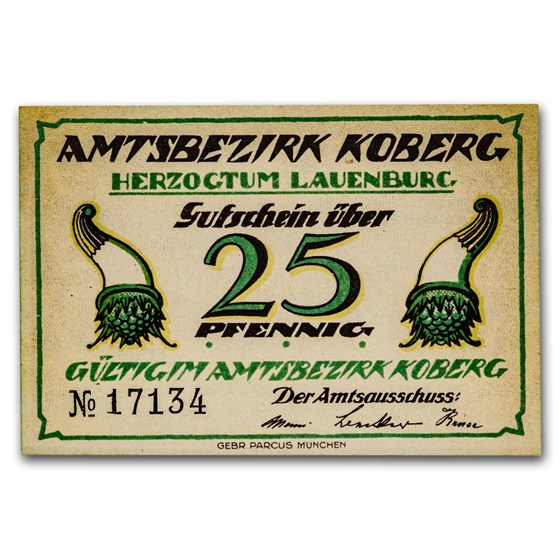 AMTSBEZIRK KOBERG
HERZOGTUM LAUENBURG
Gutschein über
25
PFENNIG
GÜLTIG IM AMTSBEZIRK KOBERG
No 17134
Der Amtsausschuss:
GEBR PARCUS MÜNCHEN